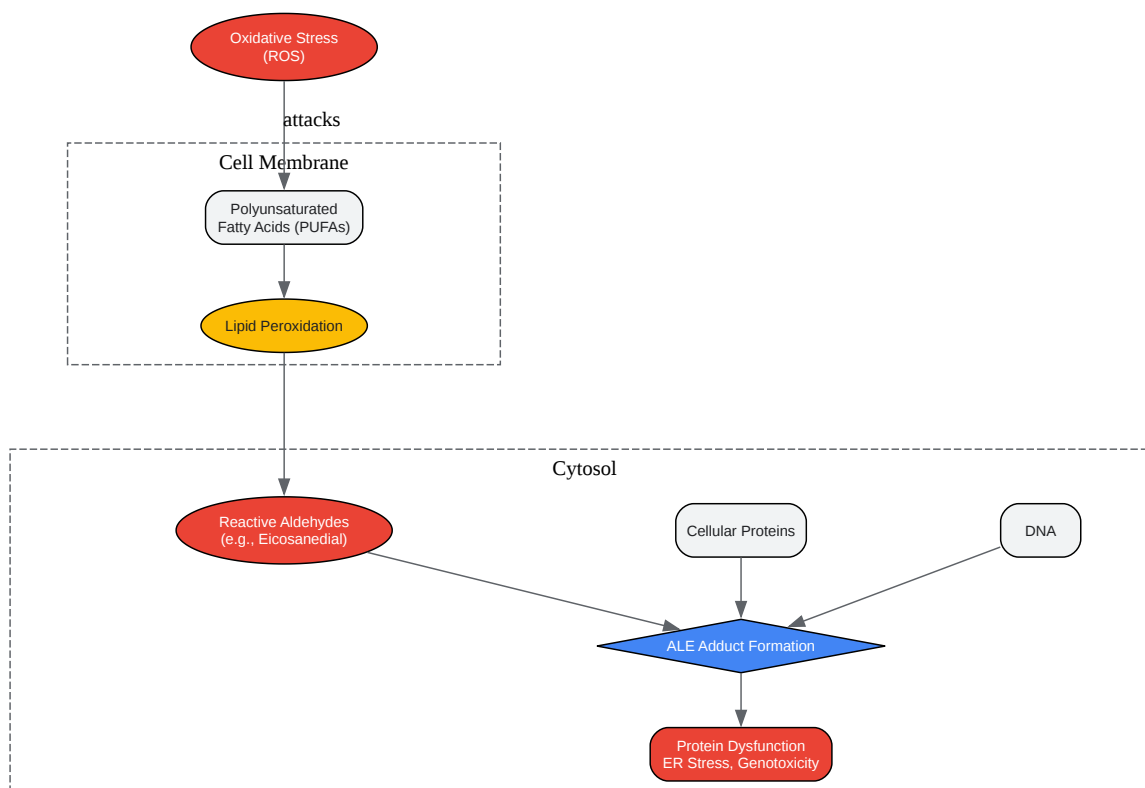 Oxidative Stress
(ROS)
attacks
Cell Membrane
Polyunsaturated
Fatty Acids (PUFAs)
Lipid Peroxidation
Cytosol
Reactive Aldehydes
(e.g., Eicosanedial)
Cellular Proteins
DNA
ALE Adduct Formation
Protein Dysfunction
ER Stress, Genotoxicity